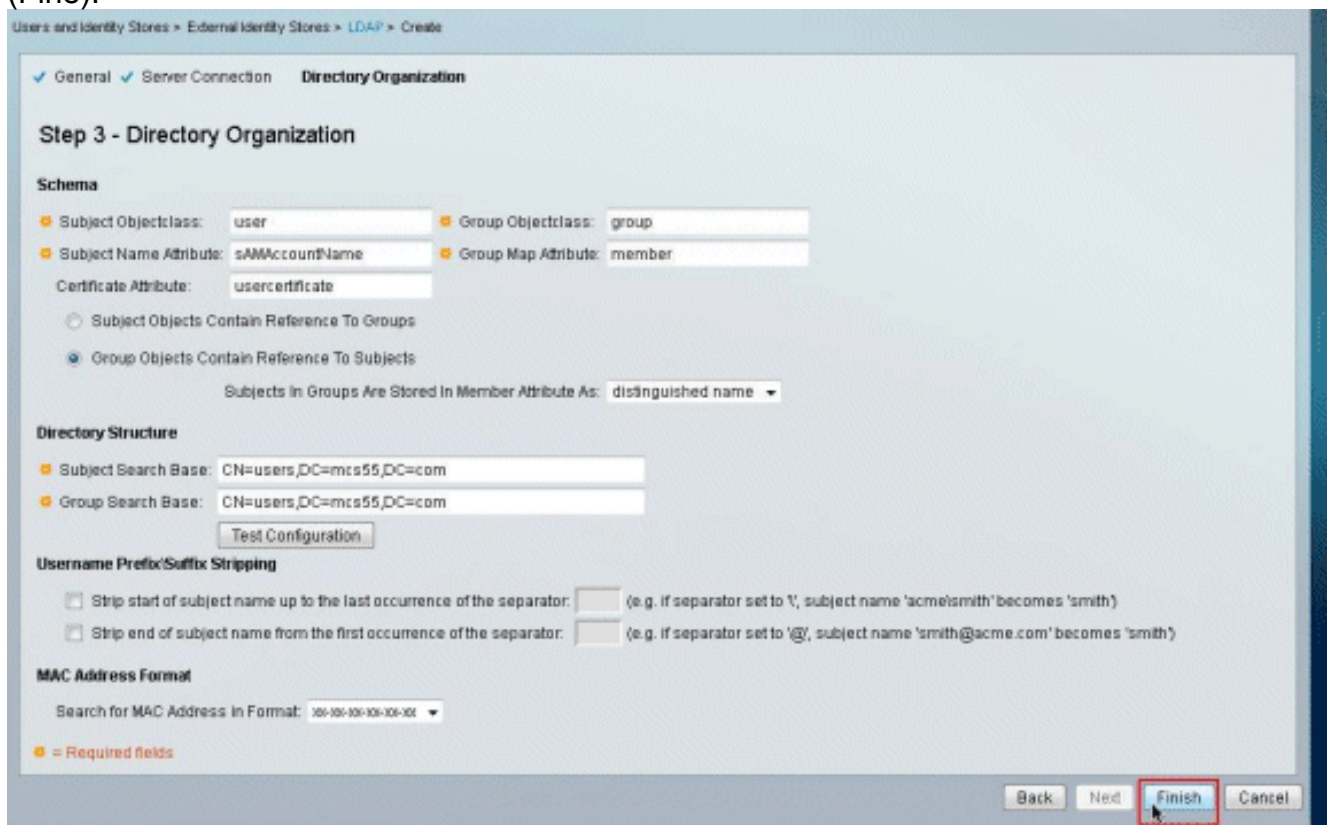 (Fine).
Users and Identity Stores > External Identity Stores > LDAP > Create
General Server Connection Directory Organization
Step 3 - Directory Organization
Schema
Subject Objectclass: user Group Objectclass: group
Subject Name Attribute: sAMAccountName Group Map Attribute: member
Certificate Attribute: usercertificate
Subject Objects Contain Reference To Groups
Group Objects Contain Reference To Subjects
Subjects In Groups Are Stored In Member Attribute As: distinguished name
Directory Structure
Subject Search Base: CN=users,DC=mcs55,DC=com
Group Search Base: CN=users,DC=mcs55,DC=com
Test Configuration
Username Prefix\Suffix Stripping
Strip start of subject name up to the last occurrence of the separator: (e.g. if separator set to '\', subject name 'acme\smith' becomes 'smith')
Strip end of subject name from the first occurrence of the separator: (e.g. if separator set to '@', subject name 'smith@acme.com' becomes 'smith')
MAC Address Format
Search for MAC Address in Format: xx-xx-xx-xx-xx-xx
= Required fields
Back Next Finish Cancel